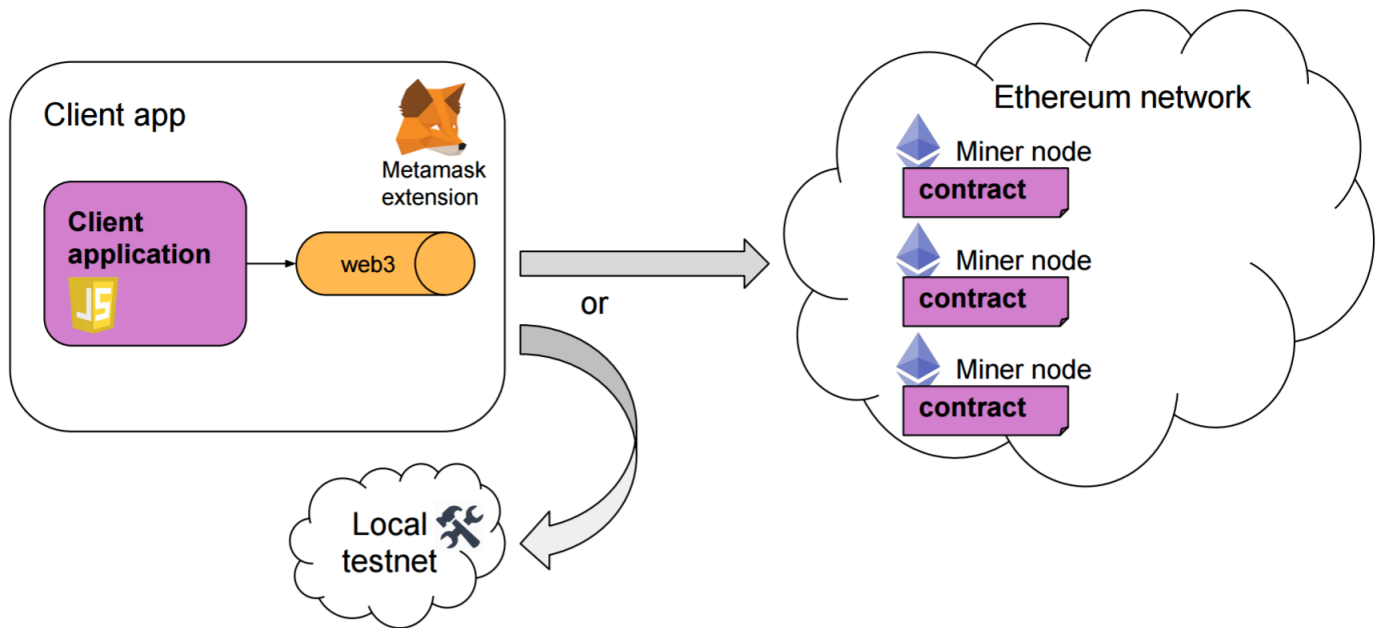 Client app
Metamask
extension
Client
application
JS
web3
or
Ethereum network
Miner node
contract
Miner node
contract
Miner node
contract
Local
testnet